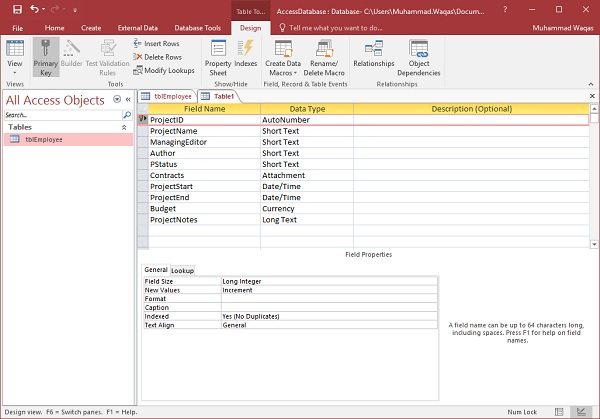 Table To... AccessDatabase : Database- C:\Users\Muhammad.Waqas\Docum... ?
File Home Create External Data Database Tools Design Tell me what you want to do... Muhammad Waqas
View Primary Key Builder Test Validation Rules Insert Rows Delete Rows Modify Lookups Property Sheet Indexes Create Data Macros Rename/ Delete Macro Relationships Object Dependencies
Views Tools Show/Hide Field, Record & Table Events Relationships
All Access Objects
Search...
Tables
tblEmployee
tblEmployee Table1
Field Name Data Type Description (Optional)
ProjectID AutoNumber
ProjectName Short Text
ManagingEditor Short Text
Author Short Text
PStatus Short Text
Contracts Attachment
ProjectStart Date/Time
ProjectEnd Date/Time
Budget Currency
ProjectNotes Long Text
Field Properties
General Lookup
Field Size Long Integer
New Values Increment
Format
Caption
Indexed Yes (No Duplicates)
Text Align General
A field name can be up to 64 characters long,
including spaces. Press F1 for help on field
names.
Design view. F6 = Switch panes. F1 = Help. Num Lock